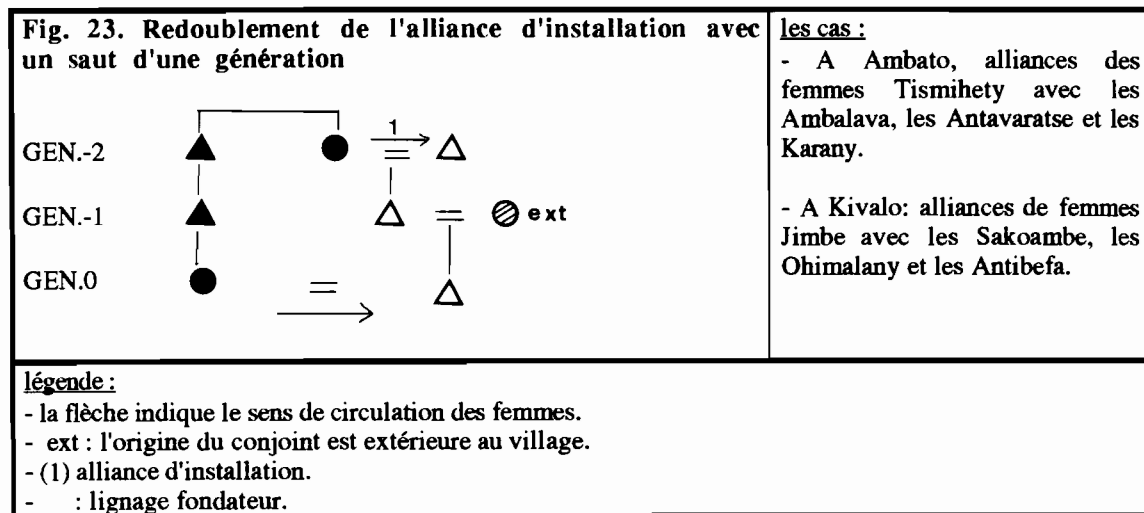 Fig. 23. Redoublement de l'alliance d'installation avec
un saut d'une génération
1
GEN.-2
GEN.-1
ext
GEN.0
les cas :
- A Ambato, alliances des
femmes Tismihety avec les
Ambalava, les Antavaratse et les
Karany.
- A Kivalo: alliances de femmes
Jimbe avec les Sakoambe, les
Ohimalany et les Antibefa.
légende :
- la flèche indique le sens de circulation des femmes.
- ext : l'origine du conjoint est extérieure au village.
- (1) alliance d'installation.
- : lignage fondateur.